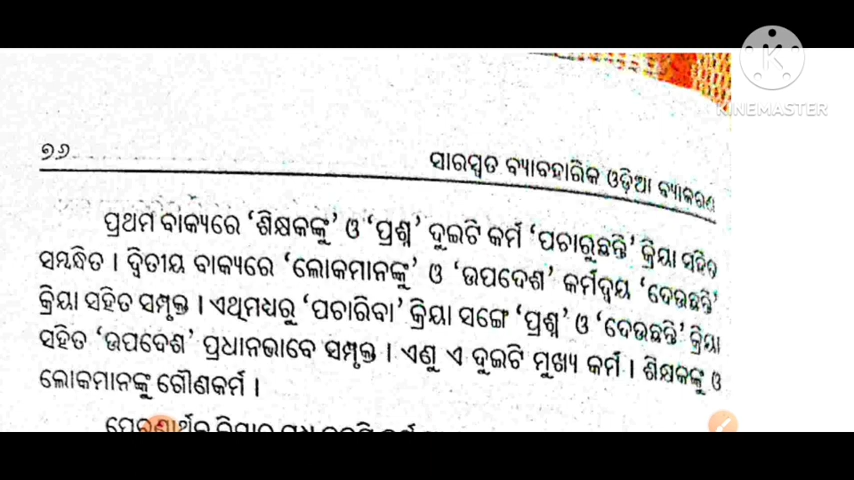 KINEMASTER
୭୬
ସାରସ୍ୱତ ବ୍ୟାବହାରିକ ଓଡ଼ିଆ ବ୍ୟାକରଣ
ପ୍ରଥମ ବାକ୍ୟରେ ‘ଶିକ୍ଷକଙ୍କୁ’ ଓ ‘ପ୍ରଶ୍ନ’ ଦୁଇଟି କର୍ମ ‘ପଚାରୁଛନ୍ତି’ କ୍ରିୟା ସହିତ
ସମ୍ବନ୍ଧିତ । ଦ୍ୱିତୀୟ ବାକ୍ୟରେ ‘ଲୋକମାନଙ୍କୁ’ ଓ ‘ଉପଦେଶ’ କର୍ମଦ୍ୱୟ ‘ଦେଉଛନ୍ତି’
କ୍ରିୟା ସହିତ ସମ୍ପୃକ୍ତ । ଏଥିମଧ୍ୟରୁ ‘ପଚାରିବା’ କ୍ରିୟା ସଙ୍ଗେ ‘ପ୍ରଶ୍ନ’ ଓ ‘ଦେଉଛନ୍ତି’ କ୍ରିୟା
ସହିତ ‘ଉପଦେଶ’ ପ୍ରଧାନଭାବେ ସମ୍ପୃକ୍ତ । ଏଣୁ ଏ ଦୁଇଟି ମୁଖ୍ୟ କର୍ମ । ଶିକ୍ଷକଙ୍କୁ ଓ
ଲୋକମାନଙ୍କୁ ଗୌଣକର୍ମ ।